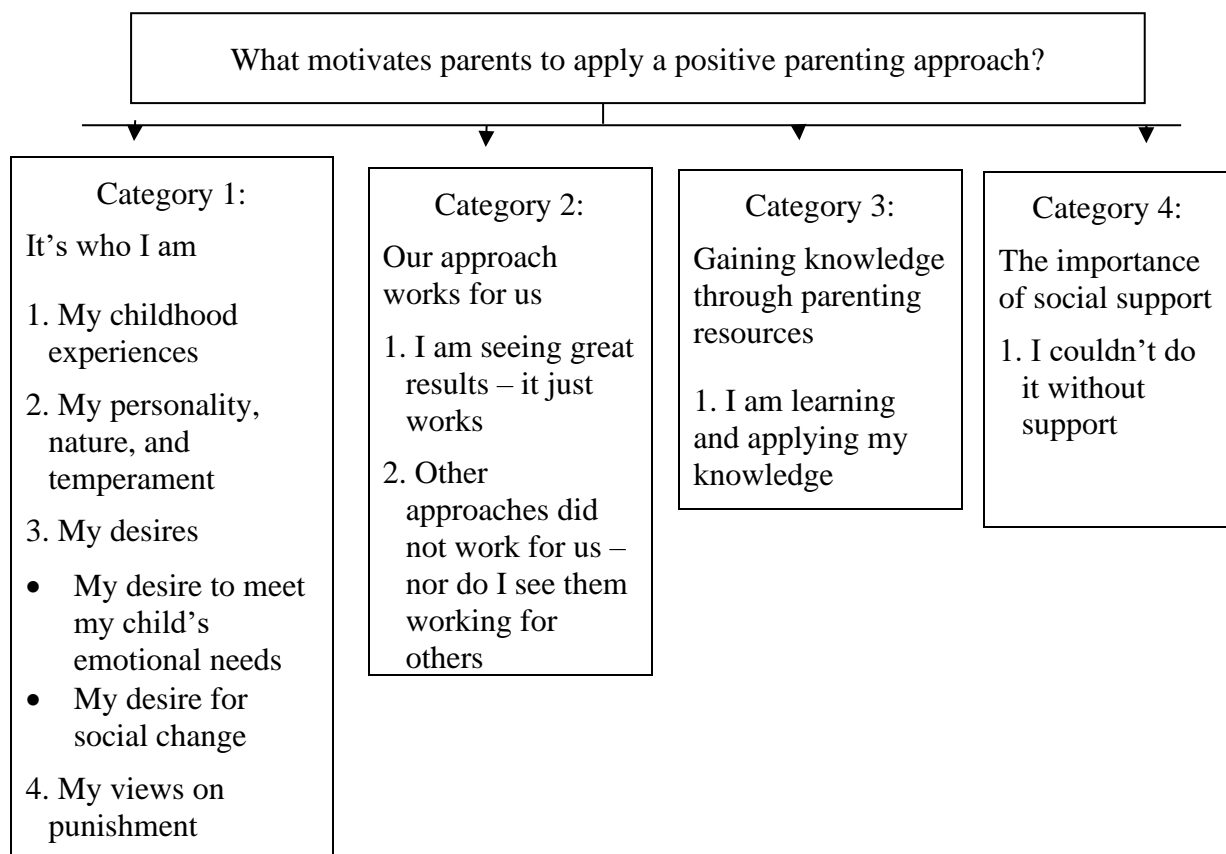 What motivates parents to apply a positive parenting approach?
Category 1:
It’s who I am
1. My childhood
experiences
2. My personality,
nature, and
temperament
3. My desires
• My desire to meet
my child’s
emotional needs
• My desire for
social change
4. My views on
punishment
Category 2:
Our approach
works for us
1. I am seeing great
results – it just
works
2. Other
approaches did
not work for us –
nor do I see them
working for
others
Category 3:
Gaining knowledge
through parenting
resources
1. I am learning
and applying my
knowledge
Category 4:
The importance
of social support
1. I couldn’t do
it without
support